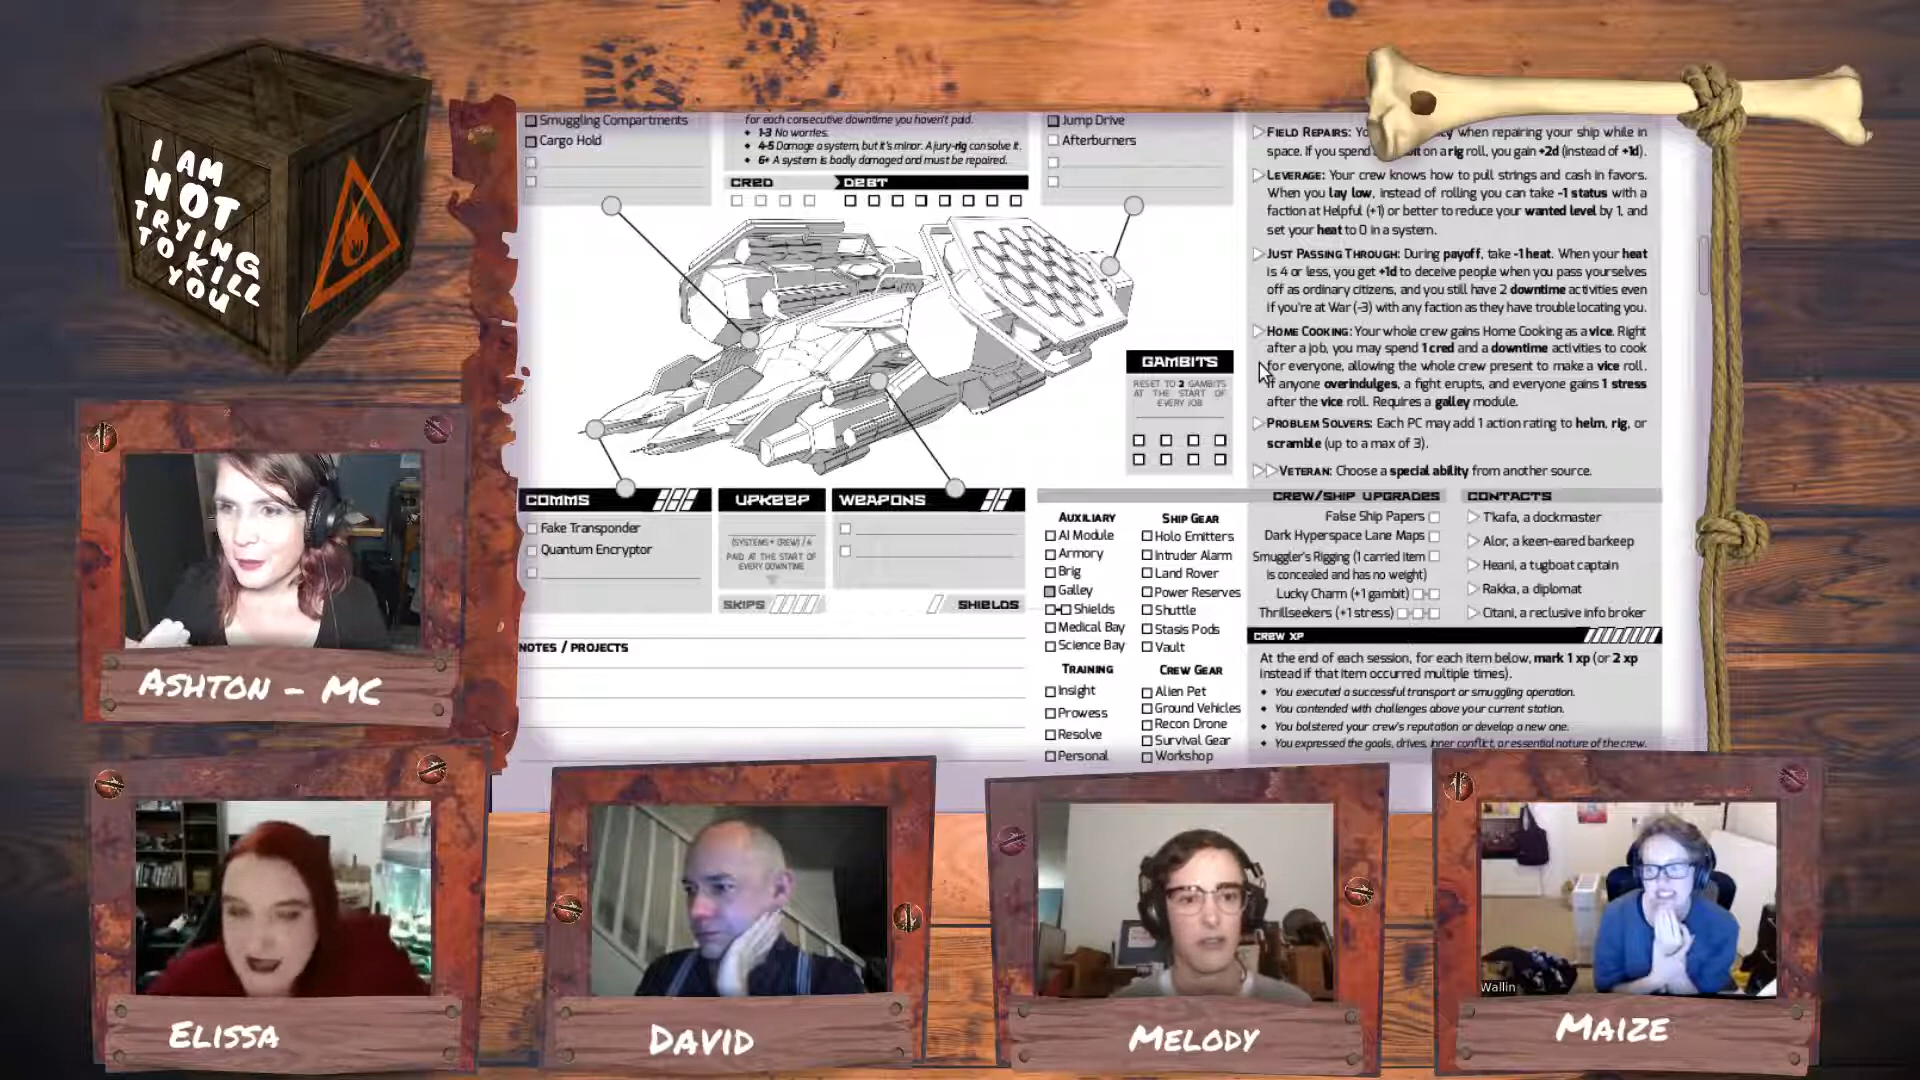 I AM
NOT
TRYING
TO KILL
YOU
Smuggling Compartments
Cargo Hold
for each consecutive downtime you haven't paid.
1-3 No worries.
4-5 Damage a system, but it's minor. A jury-rig can solve it.
6+ A system is badly damaged and must be repaired.
CRED
DEBT
Jump Drive
Afterburners
GAMBITS
RESET TO 2 GAMBITS
AT THE START OF
EVERY JOB
COMMS
Fake Transponder
Quantum Encryptor
UPKEEP
(SYSTEMS + CREW) / 4
PAID AT THE START OF
EVERY DOWNTIME
SKIPS
WEAPONS
SHIELDS
NOTES / PROJECTS
AUXILIARY
AI Module
Armory
Brig
Galley
Shields
Medical Bay
Science Bay
TRAINING
Insight
Prowess
Resolve
Personal
SHIP GEAR
Holo Emitters
Intruder Alarm
Land Rover
Power Reserves
Shuttle
Stasis Pods
Vault
CREW GEAR
Alien Pet
Ground Vehicles
Recon Drone
Survival Gear
Workshop
FIELD REPAIRS: when repairing your ship while in
space. If you spend on a rig roll, you gain +2d (instead of +1d).
LEVERAGE: Your crew knows how to pull strings and cash in favors.
When you lay low, instead of rolling you can take -1 status with a
faction at Helpful (+1) or better to reduce your wanted level by 1, and
set your heat to 0 in a system.
JUST PASSING THROUGH: During payoff, take -1 heat. When your heat
is 4 or less, you get +1d to deceive people when you pass yourselves
off as ordinary citizens, and you still have 2 downtime activities even
if you're at War (-3) with any faction as they have trouble locating you.
HOME COOKING: Your whole crew gains Home Cooking as a vice. Right
after a job, you may spend 1 cred and a downtime activities to cook
for everyone, allowing the whole crew present to make a vice roll.
If anyone overindulges, a fight erupts, and everyone gains 1 stress
after the vice roll. Requires a galley module.
PROBLEM SOLVERS: Each PC may add 1 action rating to helm, rig, or
scramble (up to a max of 3).
VETERAN: Choose a special ability from another source.
CREW/SHIP UPGRADES
False Ship Papers
Dark Hyperspace Lane Maps
Smuggler's Rigging (1 carried item
is concealed and has no weight)
Lucky Charm (+1 gambit)
Thrillseekers (+1 stress)
CONTACTS
T'kafa, a dockmaster
Alor, a keen-eared barkeep
Heani, a tugboat captain
Rakka, a diplomat
Citani, a reclusive info broker
CREW XP
At the end of each session, for each item below, mark 1 xp (or 2 xp
instead if that item occurred multiple times).
You executed a successful transport or smuggling operation.
You contended with challenges above your current station.
You bolstered your crew's reputation or develop a new one.
You expressed the goals, drives, inner conflict, or essential nature of the crew.
ASHTON - MC
ELISSA
DAVID
MELODY
Wallin
MAIZE